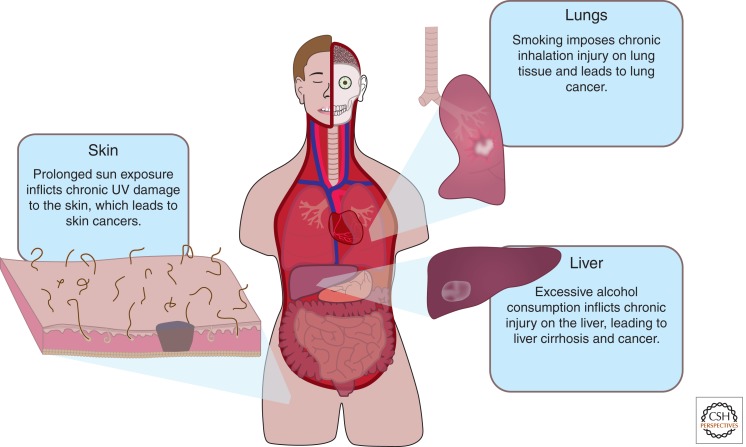 Lungs
Smoking imposes chronic
inhalation injury on lung
tissue and leads to lung
cancer.
Skin
Prolonged sun exposure
inflicts chronic UV damage
to the skin, which leads to
skin cancers.
Liver
Excessive alcohol
consumption inflicts chronic
injury on the liver, leading to
liver cirrhosis and cancer.
CSH
PERSPECTIVES